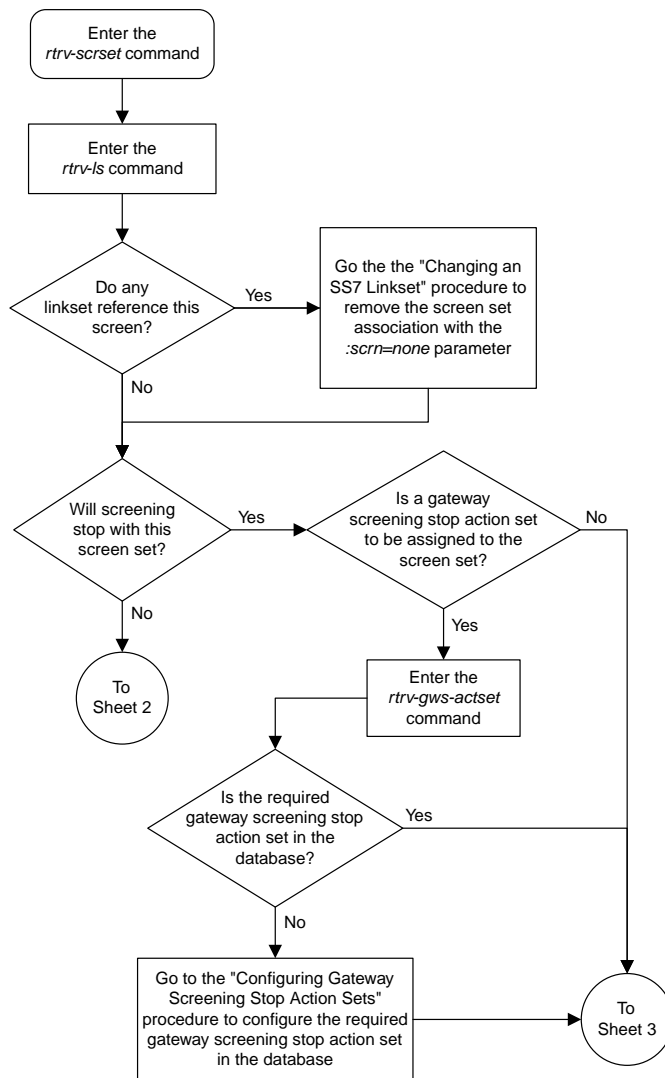 Enter the
rtrv-scrset
command
Enter the
rtrv-ls command
Do any
linkset reference this
screen?
Yes
Go the the "Changing an
SS7 Linkset" procedure to
remove the screen set
association with the
:scrn=none parameter
No
Will screening
stop with this
screen set?
Yes
Is a gateway
screening stop action set
to be assigned to the
screen set?
No
No
To
Sheet 2
Yes
Enter the
rtrv-gws-actset
command
Is the required
gateway screening stop
action set in the
database?
Yes
No
Go to the "Configuring Gateway
Screening Stop Action Sets"
procedure to configure the required
gateway screening stop action set
in the database
To
Sheet 3